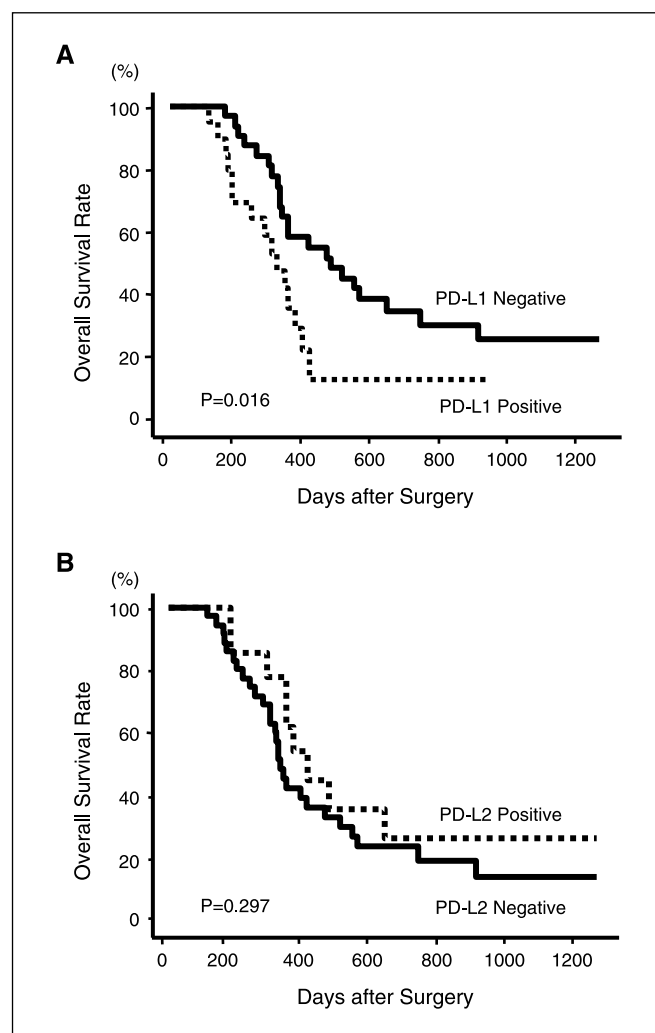 A
(%)
100
80
60
40
20
0
Overall Survival Rate
PD-L1 Negative
P=0.016
PD-L1 Positive
0 200 400 600 800 1000 1200
Days after Surgery
B
(%)
100
80
60
40
20
0
Overall Survival Rate
PD-L2 Positive
P=0.297
PD-L2 Negative
0 200 400 600 800 1000 1200
Days after Surgery